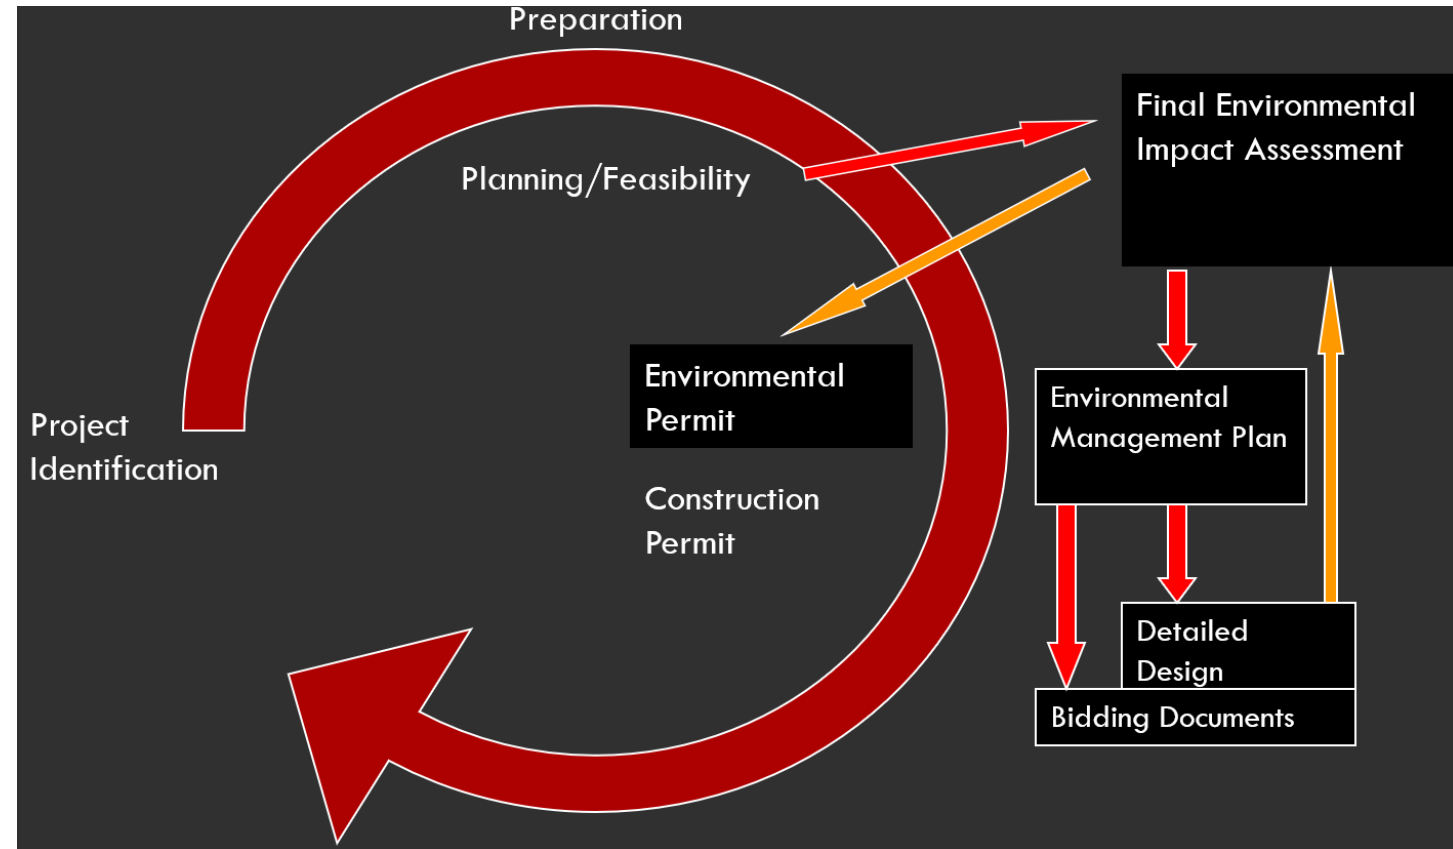 Preparation
Final Environmental
Impact Assessment
Planning/Feasibility
Environmental
Permit
Environmental
Management Plan
Project
Identification
Construction
Permit
Detailed
Design
Bidding Documents